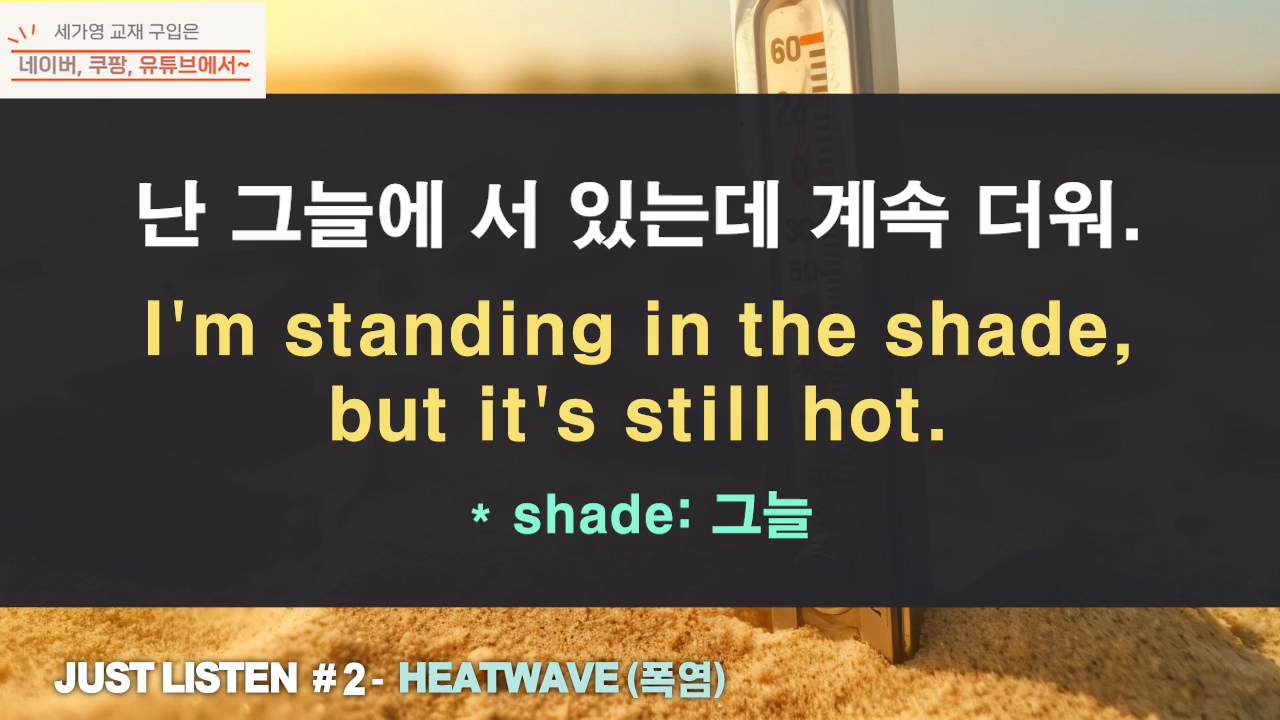 세가영 교재 구입은
네이버, 쿠팡, 유튜브에서~
60
난 그늘에 서 있는데 계속 더워.
I'm standing in the shade,
but it's still hot.
* shade: 그늘
JUST LISTEN #2 - HEATWAVE (폭염)